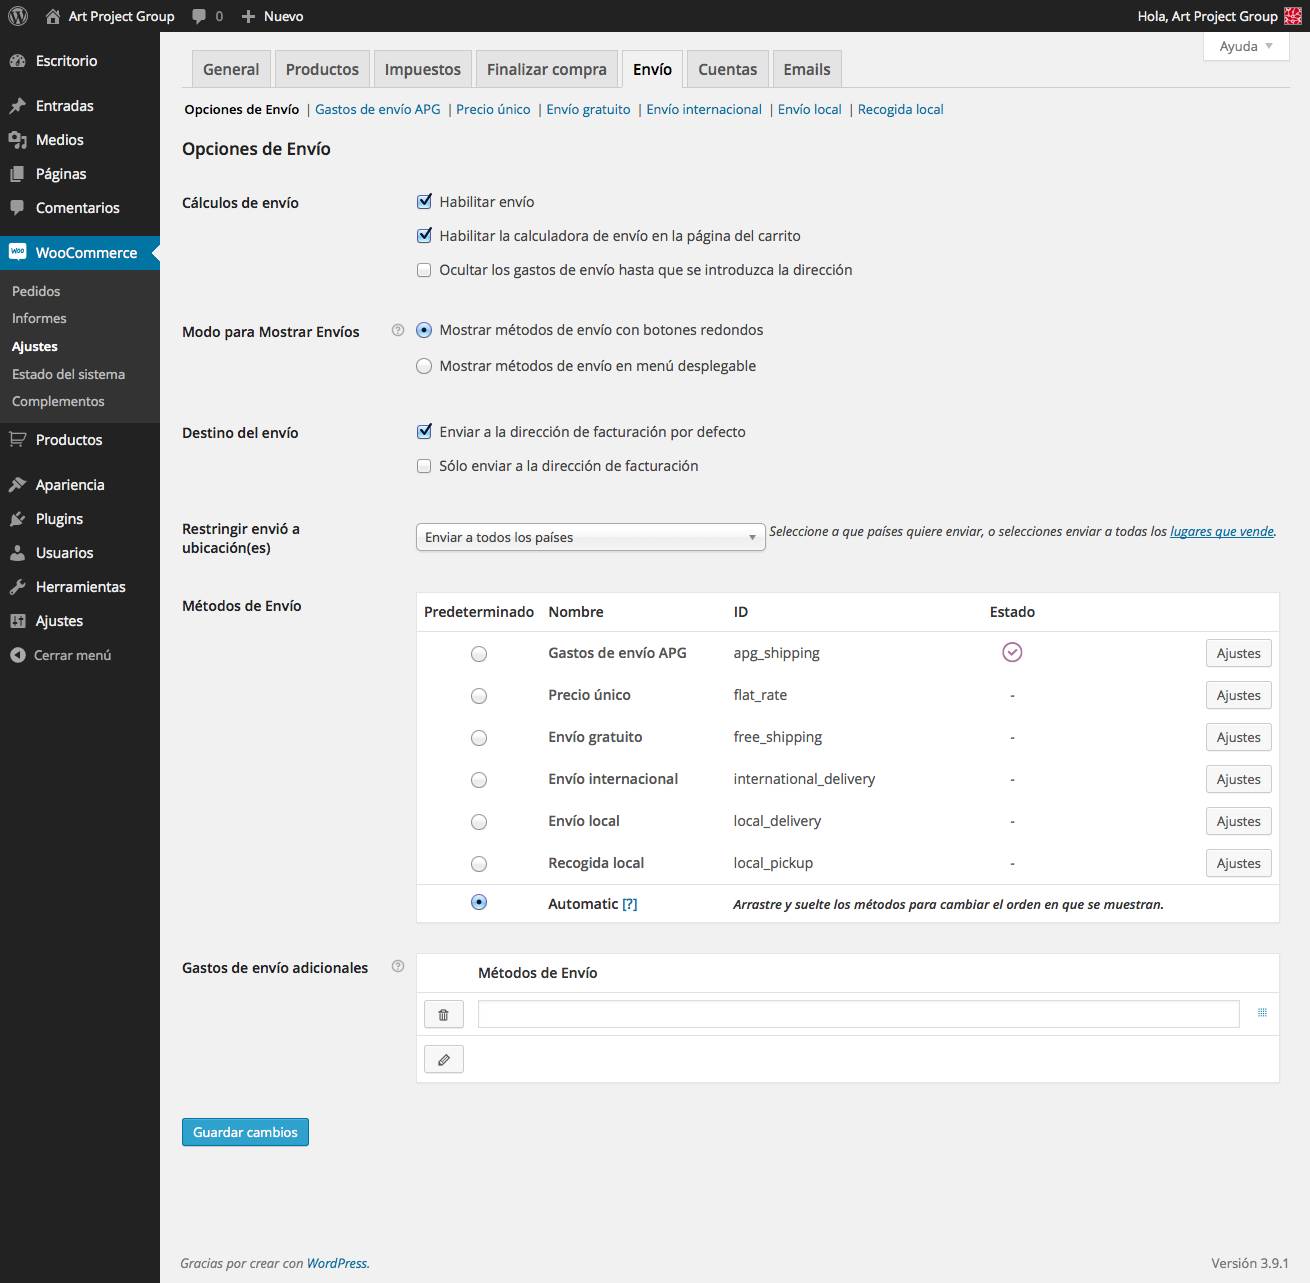 Art Project Group 0 Nuevo Hola, Art Project Group
Ayuda
Escritorio
Entradas
Medios
Páginas
Comentarios
WooCommerce
Pedidos
Informes
Ajustes
Estado del sistema
Complementos
Productos
Apariencia
Plugins
Usuarios
Herramientas
Ajustes
Cerrar menú
General Productos Impuestos Finalizar compra Envío Cuentas Emails
Opciones de Envío | Gastos de envío APG | Precio único | Envío gratuito | Envío internacional | Envío local | Recogida local
Opciones de Envío
Cálculos de envío
Habilitar envío
Habilitar la calculadora de envío en la página del carrito
Ocultar los gastos de envío hasta que se introduzca la dirección
Modo para Mostrar Envíos ?
Mostrar métodos de envío con botones redondos
Mostrar métodos de envío en menú desplegable
Destino del envío
Enviar a la dirección de facturación por defecto
Sólo enviar a la dirección de facturación
Restringir envió a
ubicación(es)
Enviar a todos los países
Seleccione a que países quiere enviar, o selecciones enviar a todas los lugares que vende.
Métodos de Envío
Predeterminado Nombre ID Estado
Gastos de envío APG apg_shipping Ajustes
Precio único flat_rate - Ajustes
Envío gratuito free_shipping - Ajustes
Envío internacional international_delivery - Ajustes
Envío local local_delivery - Ajustes
Recogida local local_pickup - Ajustes
Automatic [?] Arrastre y suelte los métodos para cambiar el orden en que se muestran.
Gastos de envío adicionales ?
Métodos de Envío
Guardar cambios
Gracias por crear con WordPress. Versión 3.9.1